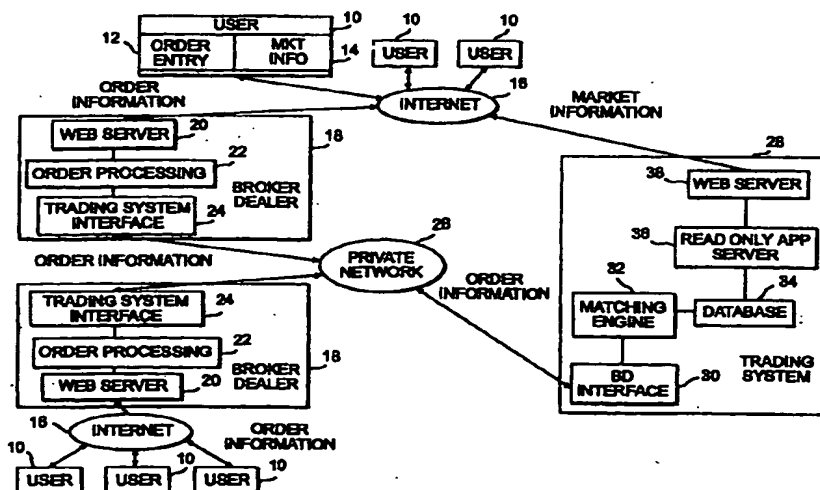 USER
10
12
ORDER ENTRY
MKT INFO
14
10
USER
10
USER
ORDER INFORMATION
INTERNET
16
MARKET INFORMATION
WEB SERVER
20
18
ORDER PROCESSING
22
BROKER DEALER
TRADING SYSTEM INTERFACE
24
ORDER INFORMATION
PRIVATE NETWORK
26
ORDER INFORMATION
28
38
WEB SERVER
36
READ ONLY APP SERVER
32
MATCHING ENGINE
34
DATABASE
BD INTERFACE
30
TRADING SYSTEM
TRADING SYSTEM INTERFACE
24
ORDER PROCESSING
22
BROKER DEALER
18
WEB SERVER
20
16
INTERNET
ORDER INFORMATION
10
USER
10
USER
10
USER